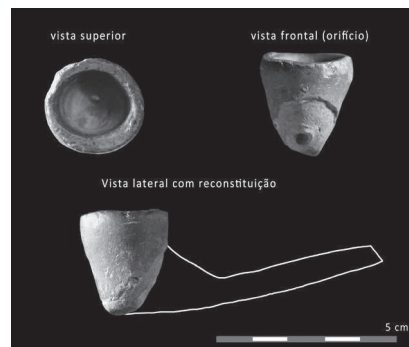 vista superior
vista frontal (orifício)
Vista lateral com reconstituição
5 cm